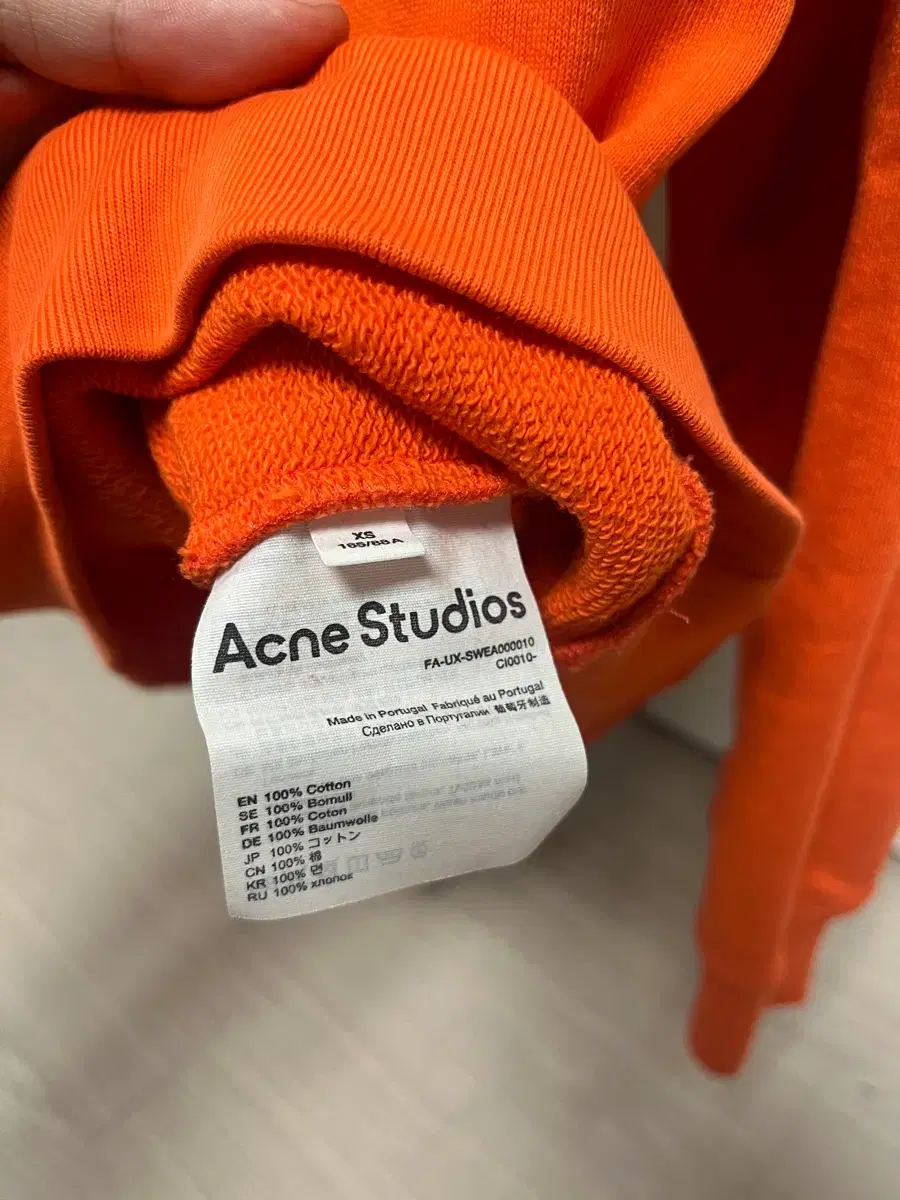 XS
165/88A
Acne Studios
FA-UX-SWEA000010
CI0010-
Made in Portugal Fabriqué au Portugal
Сделано в Португалии 葡萄牙制造
EN 100% Cotton
SE 100% Bomull
FR 100% Coton
DE 100% Baumwolle
JP 100% コットン
CN 100% 棉
KR 100% 면
RU 100% хлопок